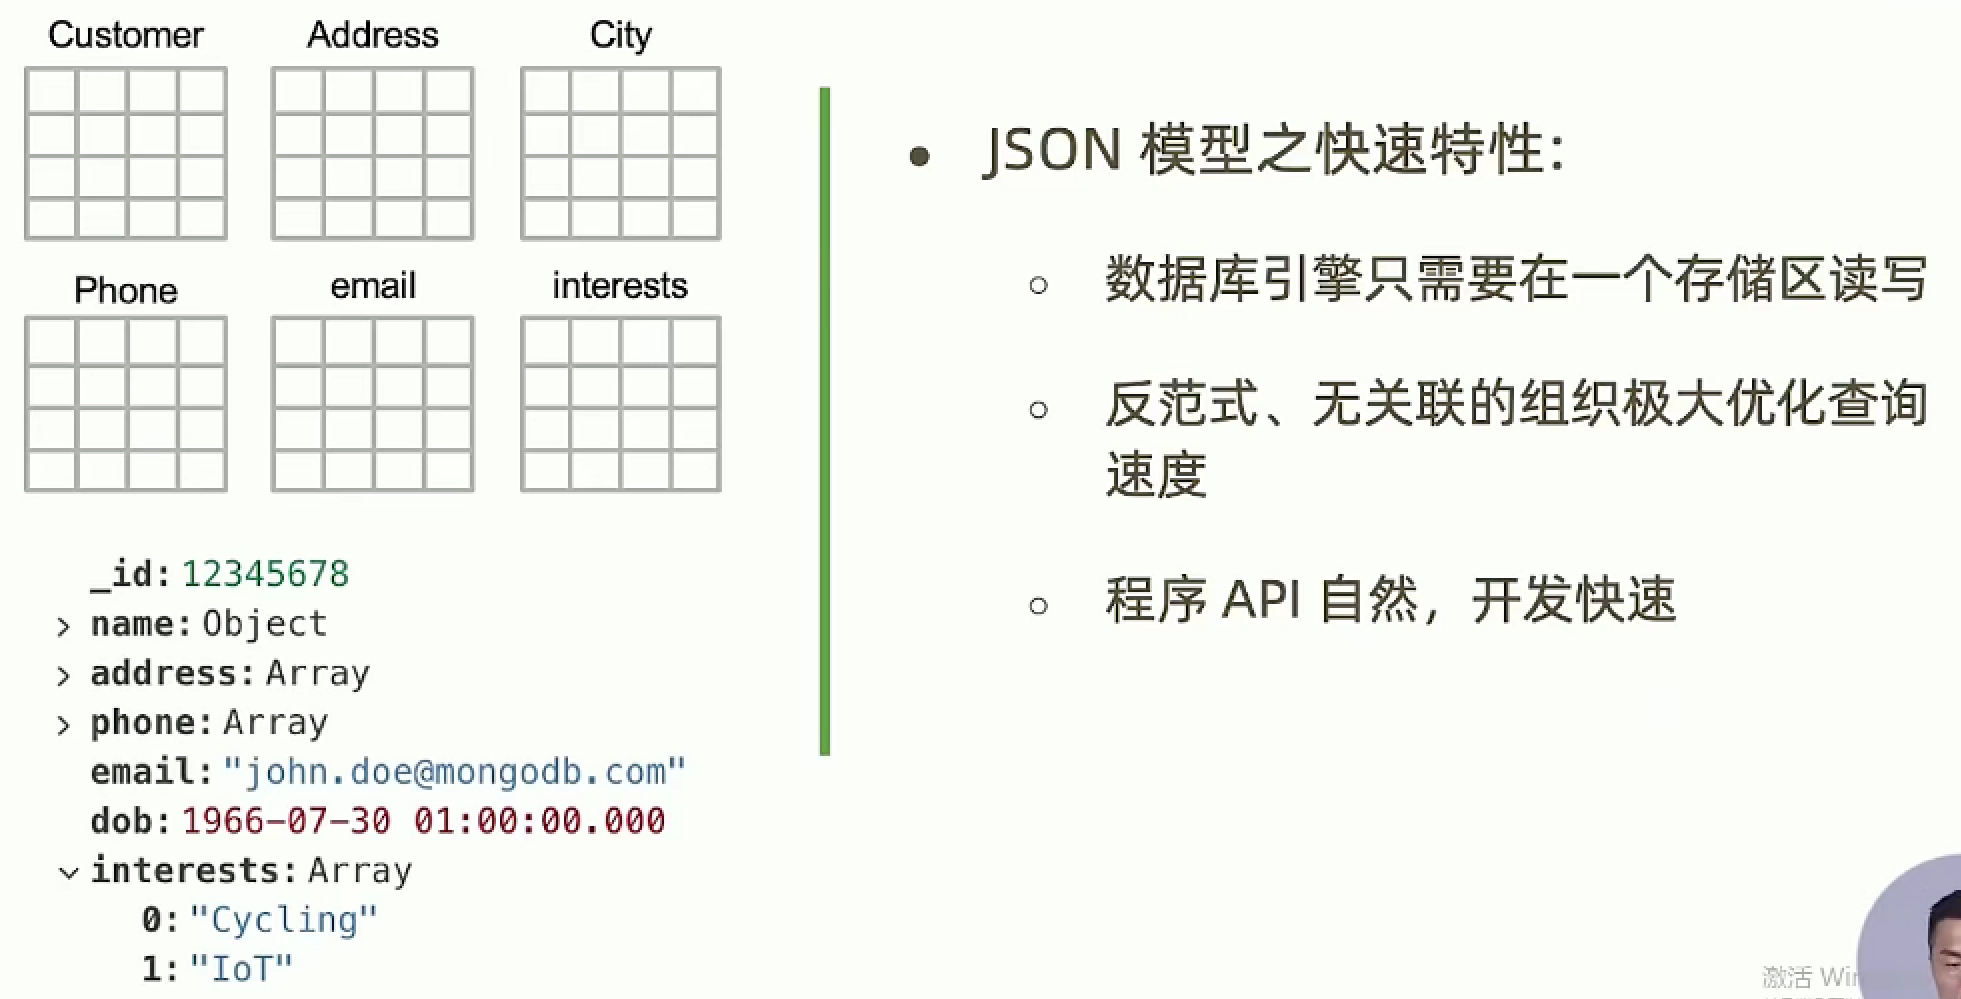 Customer
Address
City
Phone
email
interests
_id: 12345678
name: Object
address: Array
phone: Array
email: "john.doe@mongodb.com"
dob: 1966-07-30 01:00:00.000
interests: Array
0: "Cycling"
1: "IoT"
JSON 模型之快速特性:
数据库引擎只需要在一个存储区读写
反范式、无关联的组织极大优化查询
速度
程序 API 自然，开发快速
激活